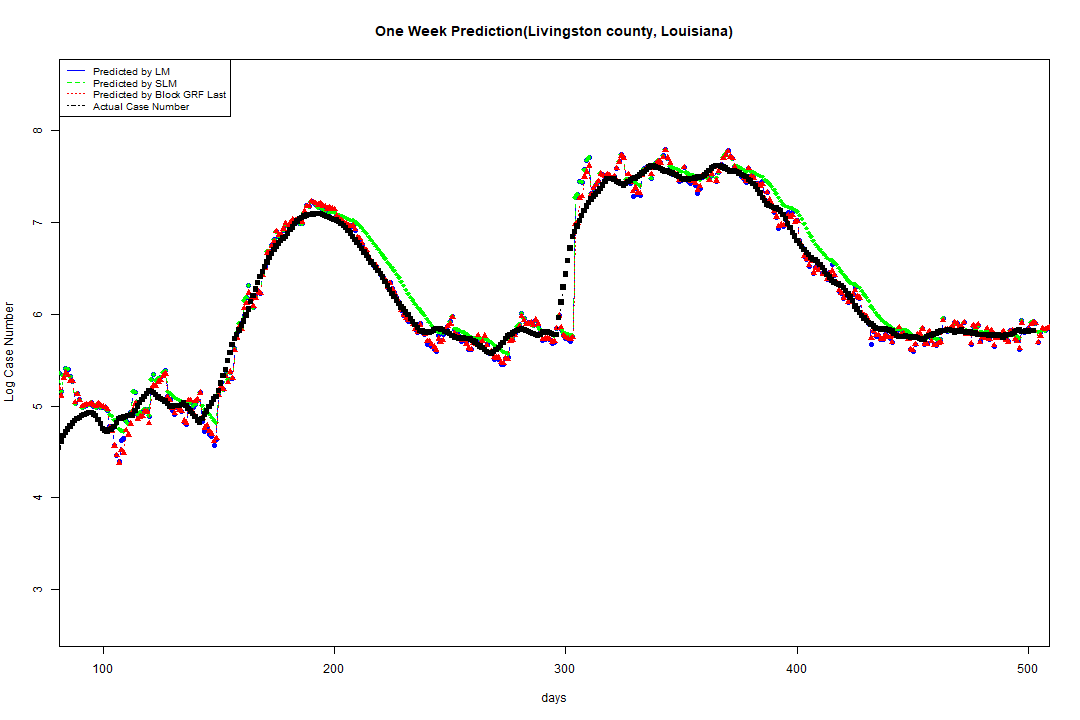 One Week Prediction(Livingston county, Louisiana)
Predicted by LM
Predicted by SLM
Predicted by Block GRF Last
Actual Case Number
Log Case Number
8
7
6
5
4
3
100 200 300 400 500
days